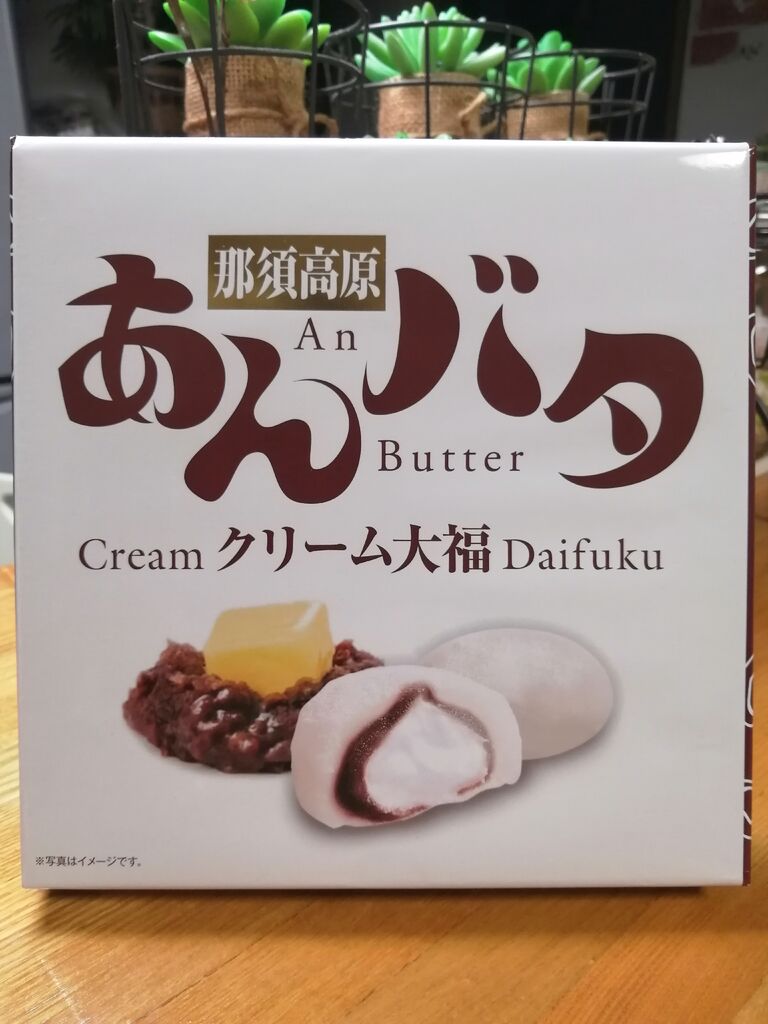 那須高原
あんバタ
An
Butter
Cream クリーム大福 Daifuku
※写真はイメージです。